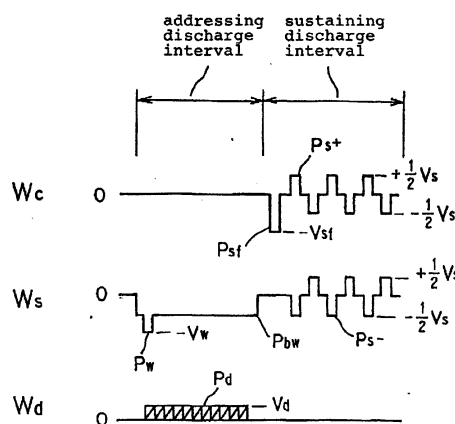 addressing sustaining
discharge discharge
interval interval
Ps+
+1/2 Vs
Wc 0
-1/2 Vs
Psf -Vsf
+1/2 Vs
Ws 0
-1/2 Vs
-Vw
Pw Pbw Ps-
Pd
Wd 0 Vd